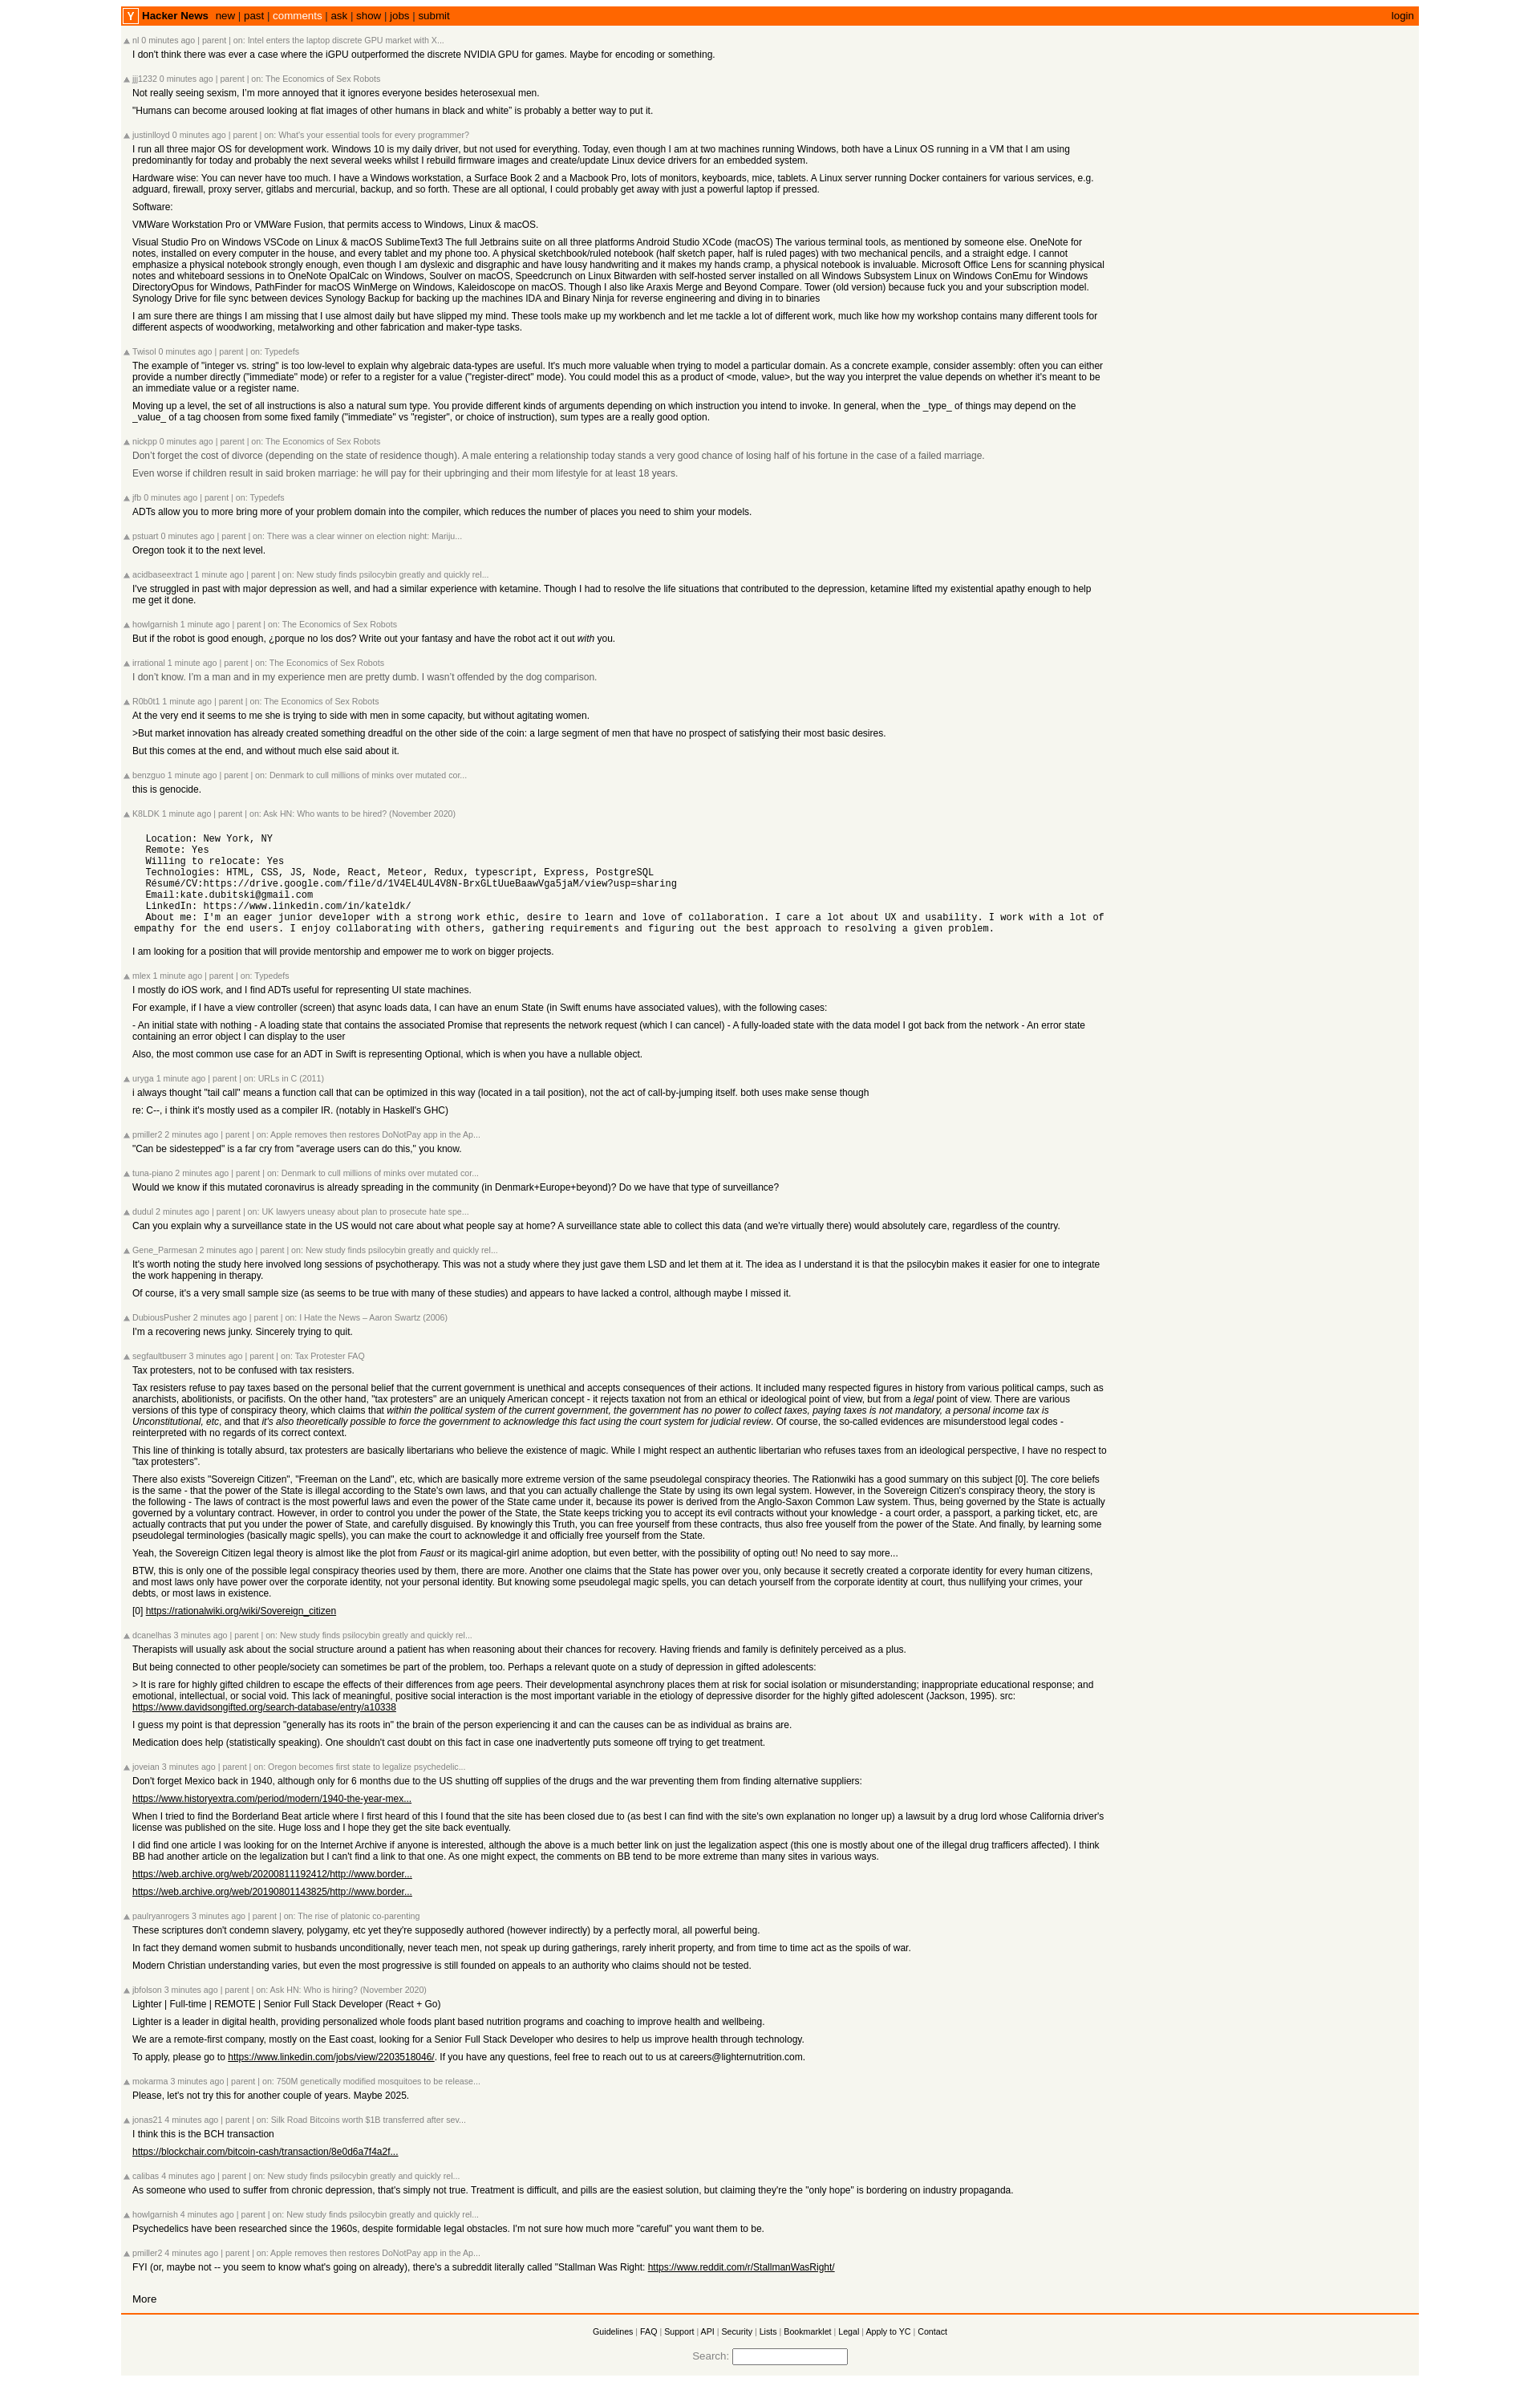 Y Hacker News new | past | comments | ask | show | jobs | submit login
nl 0 minutes ago | parent | on: Intel enters the laptop discrete GPU market with X...
I don't think there was ever a case where the iGPU outperformed the discrete NVIDIA GPU for games. Maybe for encoding or something.
jjj1232 0 minutes ago | parent | on: The Economics of Sex Robots
Not really seeing sexism, I'm more annoyed that it ignores everyone besides heterosexual men.
"Humans can become aroused looking at flat images of other humans in black and white" is probably a better way to put it.
justinlloyd 0 minutes ago | parent | on: What's your essential tools for every programmer?
I run all three major OS for development work. Windows 10 is my daily driver, but not used for everything. Today, even though I am at two machines running Windows, both have a Linux OS running in a VM that I am using
predominantly for today and probably the next several weeks whilst I rebuild firmware images and create/update Linux device drivers for an embedded system.
Hardware wise: You can never have too much. I have a Windows workstation, a Surface Book 2 and a Macbook Pro, lots of monitors, keyboards, mice, tablets. A Linux server running Docker containers for various services, e.g.
adguard, firewall, proxy server, gitlabs and mercurial, backup, and so forth. These are all optional, I could probably get away with just a powerful laptop if pressed.
Software:
VMWare Workstation Pro or VMWare Fusion, that permits access to Windows, Linux & macOS.
Visual Studio Pro on Windows VSCode on Linux & macOS SublimeText3 The full Jetbrains suite on all three platforms Android Studio XCode (macOS) The various terminal tools, as mentioned by someone else. OneNote for
notes, installed on every computer in the house, and every tablet and my phone too. A physical sketchbook/ruled notebook (half sketch paper, half is ruled pages) with two mechanical pencils, and a straight edge. I cannot
emphasize a physical notebook strongly enough, even though I am dyslexic and disgraphic and have lousy handwriting and it makes my hands cramp, a physical notebook is invaluable. Microsoft Office Lens for scanning physical
notes and whiteboard sessions in to OneNote OpalCalc on Windows, Soulver on macOS, Speedcrunch on Linux Bitwarden with self-hosted server installed on all Windows Subsystem Linux on Windows ConEmu for Windows
DirectoryOpus for Windows, PathFinder for macOS WinMerge on Windows, Kaleidoscope on macOS. Though I also like Araxis Merge and Beyond Compare. Tower (old version) because fuck you and your subscription model.
Synology Drive for file sync between devices Synology Backup for backing up the machines IDA and Binary Ninja for reverse engineering and diving in to binaries
I am sure there are things I am missing that I use almost daily but have slipped my mind. These tools make up my workbench and let me tackle a lot of different work, much like how my workshop contains many different tools for
different aspects of woodworking, metalworking and other fabrication and maker-type tasks.
Twisol 0 minutes ago | parent | on: Typedefs
The example of "integer vs. string" is too low-level to explain why algebraic data-types are useful. It's much more valuable when trying to model a particular domain. As a concrete example, consider assembly: often you can either
provide a number directly ("immediate" mode) or refer to a register for a value ("register-direct" mode). You could model this as a product of <mode, value>, but the way you interpret the value depends on whether it's meant to be
an immediate value or a register name.
Moving up a level, the set of all instructions is also a natural sum type. You provide different kinds of arguments depending on which instruction you intend to invoke. In general, when the _type_ of things may depend on the
_value_ of a tag choosen from some fixed family ("immediate" vs "register", or choice of instruction), sum types are a really good option.
nickpp 0 minutes ago | parent | on: The Economics of Sex Robots
Don't forget the cost of divorce (depending on the state of residence though). A male entering a relationship today stands a very good chance of losing half of his fortune in the case of a failed marriage.
Even worse if children result in said broken marriage: he will pay for their upbringing and their mom lifestyle for at least 18 years.
jfb 0 minutes ago | parent | on: Typedefs
ADTs allow you to more bring more of your problem domain into the compiler, which reduces the number of places you need to shim your models.
pstuart 0 minutes ago | parent | on: There was a clear winner on election night: Mariju...
Oregon took it to the next level.
acidbaseextract 1 minute ago | parent | on: New study finds psilocybin greatly and quickly rel...
I've struggled in past with major depression as well, and had a similar experience with ketamine. Though I had to resolve the life situations that contributed to the depression, ketamine lifted my existential apathy enough to help
me get it done.
howlgarnish 1 minute ago | parent | on: The Economics of Sex Robots
But if the robot is good enough, ¿porque no los dos? Write out your fantasy and have the robot act it out with you.
irrational 1 minute ago | parent | on: The Economics of Sex Robots
I don't know. I'm a man and in my experience men are pretty dumb. I wasn't offended by the dog comparison.
R0b0t1 1 minute ago | parent | on: The Economics of Sex Robots
At the very end it seems to me she is trying to side with men in some capacity, but without agitating women.
>But market innovation has already created something dreadful on the other side of the coin: a large segment of men that have no prospect of satisfying their most basic desires.
But this comes at the end, and without much else said about it.
benzguo 1 minute ago | parent | on: Denmark to cull millions of minks over mutated cor...
this is genocide.
K8LDK 1 minute ago | parent | on: Ask HN: Who wants to be hired? (November 2020)
Location: New York, NY
Remote: Yes
Willing to relocate: Yes
Technologies: HTML, CSS, JS, Node, React, Meteor, Redux, typescript, Express, PostgreSQL
Résumé/CV:https://drive.google.com/file/d/1V4EL4UL4V8N-BrxGLtUueBaawVga5jaM/view?usp=sharing
Email:kate.dubitski@gmail.com
LinkedIn: https://www.linkedin.com/in/kateldk/
About me: I'm an eager junior developer with a strong work ethic, desire to learn and love of collaboration. I care a lot about UX and usability. I work with a lot of
empathy for the end users. I enjoy collaborating with others, gathering requirements and figuring out the best approach to resolving a given problem.
I am looking for a position that will provide mentorship and empower me to work on bigger projects.
mlex 1 minute ago | parent | on: Typedefs
I mostly do iOS work, and I find ADTs useful for representing UI state machines.
For example, if I have a view controller (screen) that async loads data, I can have an enum State (in Swift enums have associated values), with the following cases:
- An initial state with nothing - A loading state that contains the associated Promise that represents the network request (which I can cancel) - A fully-loaded state with the data model I got back from the network - An error state
containing an error object I can display to the user
Also, the most common use case for an ADT in Swift is representing Optional, which is when you have a nullable object.
uryga 1 minute ago | parent | on: URLs in C (2011)
i always thought "tail call" means a function call that can be optimized in this way (located in a tail position), not the act of call-by-jumping itself. both uses make sense though
re: C--, i think it's mostly used as a compiler IR. (notably in Haskell's GHC)
pmiller2 2 minutes ago | parent | on: Apple removes then restores DoNotPay app in the Ap...
"Can be sidestepped" is a far cry from "average users can do this," you know.
tuna-piano 2 minutes ago | parent | on: Denmark to cull millions of minks over mutated cor...
Would we know if this mutated coronavirus is already spreading in the community (in Denmark+Europe+beyond)? Do we have that type of surveillance?
dudul 2 minutes ago | parent | on: UK lawyers uneasy about plan to prosecute hate spe...
Can you explain why a surveillance state in the US would not care about what people say at home? A surveillance state able to collect this data (and we're virtually there) would absolutely care, regardless of the country.
Gene_Parmesan 2 minutes ago | parent | on: New study finds psilocybin greatly and quickly rel...
It's worth noting the study here involved long sessions of psychotherapy. This was not a study where they just gave them LSD and let them at it. The idea as I understand it is that the psilocybin makes it easier for one to integrate
the work happening in therapy.
Of course, it's a very small sample size (as seems to be true with many of these studies) and appears to have lacked a control, although maybe I missed it.
DubiousPusher 2 minutes ago | parent | on: I Hate the News – Aaron Swartz (2006)
I'm a recovering news junky. Sincerely trying to quit.
segfaultbuserr 3 minutes ago | parent | on: Tax Protester FAQ
Tax protesters, not to be confused with tax resisters.
Tax resisters refuse to pay taxes based on the personal belief that the current government is unethical and accepts consequences of their actions. It included many respected figures in history from various political camps, such as
anarchists, abolitionists, or pacifists. On the other hand, "tax protesters" are an uniquely American concept - it rejects taxation not from an ethical or ideological point of view, but from a legal point of view. There are various
versions of this type of conspiracy theory, which claims that within the political system of the current government, the government has no power to collect taxes, paying taxes is not mandatory, a personal income tax is
Unconstitutional, etc, and that it's also theoretically possible to force the government to acknowledge this fact using the court system for judicial review. Of course, the so-called evidences are misunderstood legal codes -
reinterpreted with no regards of its correct context.
This line of thinking is totally absurd, tax protesters are basically libertarians who believe the existence of magic. While I might respect an authentic libertarian who refuses taxes from an ideological perspective, I have no respect to
"tax protesters".
There also exists "Sovereign Citizen", "Freeman on the Land", etc, which are basically more extreme version of the same pseudolegal conspiracy theories. The Rationwiki has a good summary on this subject [0]. The core beliefs
is the same - that the power of the State is illegal according to the State's own laws, and that you can actually challenge the State by using its own legal system. However, in the Sovereign Citizen's conspiracy theory, the story is
the following - The laws of contract is the most powerful laws and even the power of the State came under it, because its power is derived from the Anglo-Saxon Common Law system. Thus, being governed by the State is actually
governed by a voluntary contract. However, in order to control you under the power of the State, the State keeps tricking you to accept its evil contracts without your knowledge - a court order, a passport, a parking ticket, etc, are
actually contracts that put you under the power of State, and carefully disguised. By knowingly this Truth, you can free yourself from these contracts, thus also free youself from the power of the State. And finally, by learning some
pseudolegal terminologies (basically magic spells), you can make the court to acknowledge it and officially free yourself from the State.
Yeah, the Sovereign Citizen legal theory is almost like the plot from Faust or its magical-girl anime adoption, but even better, with the possibility of opting out! No need to say more...
BTW, this is only one of the possible legal conspiracy theories used by them, there are more. Another one claims that the State has power over you, only because it secretly created a corporate identity for every human citizens,
and most laws only have power over the corporate identity, not your personal identity. But knowing some pseudolegal magic spells, you can detach yourself from the corporate identity at court, thus nullifying your crimes, your
debts, or most laws in existence.
[0] https://rationalwiki.org/wiki/Sovereign_citizen
dcanelhas 3 minutes ago | parent | on: New study finds psilocybin greatly and quickly rel...
Therapists will usually ask about the social structure around a patient has when reasoning about their chances for recovery. Having friends and family is definitely perceived as a plus.
But being connected to other people/society can sometimes be part of the problem, too. Perhaps a relevant quote on a study of depression in gifted adolescents:
> It is rare for highly gifted children to escape the effects of their differences from age peers. Their developmental asynchrony places them at risk for social isolation or misunderstanding; inappropriate educational response; and
emotional, intellectual, or social void. This lack of meaningful, positive social interaction is the most important variable in the etiology of depressive disorder for the highly gifted adolescent (Jackson, 1995). src:
https://www.davidsongifted.org/search-database/entry/a10338
I guess my point is that depression "generally has its roots in" the brain of the person experiencing it and can the causes can be as individual as brains are.
Medication does help (statistically speaking). One shouldn't cast doubt on this fact in case one inadvertently puts someone off trying to get treatment.
joveian 3 minutes ago | parent | on: Oregon becomes first state to legalize psychedelic...
Don't forget Mexico back in 1940, although only for 6 months due to the US shutting off supplies of the drugs and the war preventing them from finding alternative suppliers:
https://www.historyextra.com/period/modern/1940-the-year-mex...
When I tried to find the Borderland Beat article where I first heard of this I found that the site has been closed due to (as best I can find with the site's own explanation no longer up) a lawsuit by a drug lord whose California driver's
license was published on the site. Huge loss and I hope they get the site back eventually.
I did find one article I was looking for on the Internet Archive if anyone is interested, although the above is a much better link on just the legalization aspect (this one is mostly about one of the illegal drug trafficers affected). I think
BB had another article on the legalization but I can't find a link to that one. As one might expect, the comments on BB tend to be more extreme than many sites in various ways.
https://web.archive.org/web/20200811192412/http://www.border...
https://web.archive.org/web/20190801143825/http://www.border...
paulryanrogers 3 minutes ago | parent | on: The rise of platonic co-parenting
These scriptures don't condemn slavery, polygamy, etc yet they're supposedly authored (however indirectly) by a perfectly moral, all powerful being.
In fact they demand women submit to husbands unconditionally, never teach men, not speak up during gatherings, rarely inherit property, and from time to time act as the spoils of war.
Modern Christian understanding varies, but even the most progressive is still founded on appeals to an authority who claims should not be tested.
jbfolson 3 minutes ago | parent | on: Ask HN: Who is hiring? (November 2020)
Lighter | Full-time | REMOTE | Senior Full Stack Developer (React + Go)
Lighter is a leader in digital health, providing personalized whole foods plant based nutrition programs and coaching to improve health and wellbeing.
We are a remote-first company, mostly on the East coast, looking for a Senior Full Stack Developer who desires to help us improve health through technology.
To apply, please go to https://www.linkedin.com/jobs/view/2203518046/. If you have any questions, feel free to reach out to us at careers@lighternutrition.com.
mokarma 3 minutes ago | parent | on: 750M genetically modified mosquitoes to be release...
Please, let's not try this for another couple of years. Maybe 2025.
jonas21 4 minutes ago | parent | on: Silk Road Bitcoins worth $1B transferred after sev...
I think this is the BCH transaction
https://blockchair.com/bitcoin-cash/transaction/8e0d6a7f4a2f...
calibas 4 minutes ago | parent | on: New study finds psilocybin greatly and quickly rel...
As someone who used to suffer from chronic depression, that's simply not true. Treatment is difficult, and pills are the easiest solution, but claiming they're the "only hope" is bordering on industry propaganda.
howlgarnish 4 minutes ago | parent | on: New study finds psilocybin greatly and quickly rel...
Psychedelics have been researched since the 1960s, despite formidable legal obstacles. I'm not sure how much more "careful" you want them to be.
pmiller2 4 minutes ago | parent | on: Apple removes then restores DoNotPay app in the Ap...
FYI (or, maybe not -- you seem to know what's going on already), there's a subreddit literally called "Stallman Was Right: https://www.reddit.com/r/StallmanWasRight/
More
Guidelines | FAQ | Support | API | Security | Lists | Bookmarklet | Legal | Apply to YC | Contact
Search: